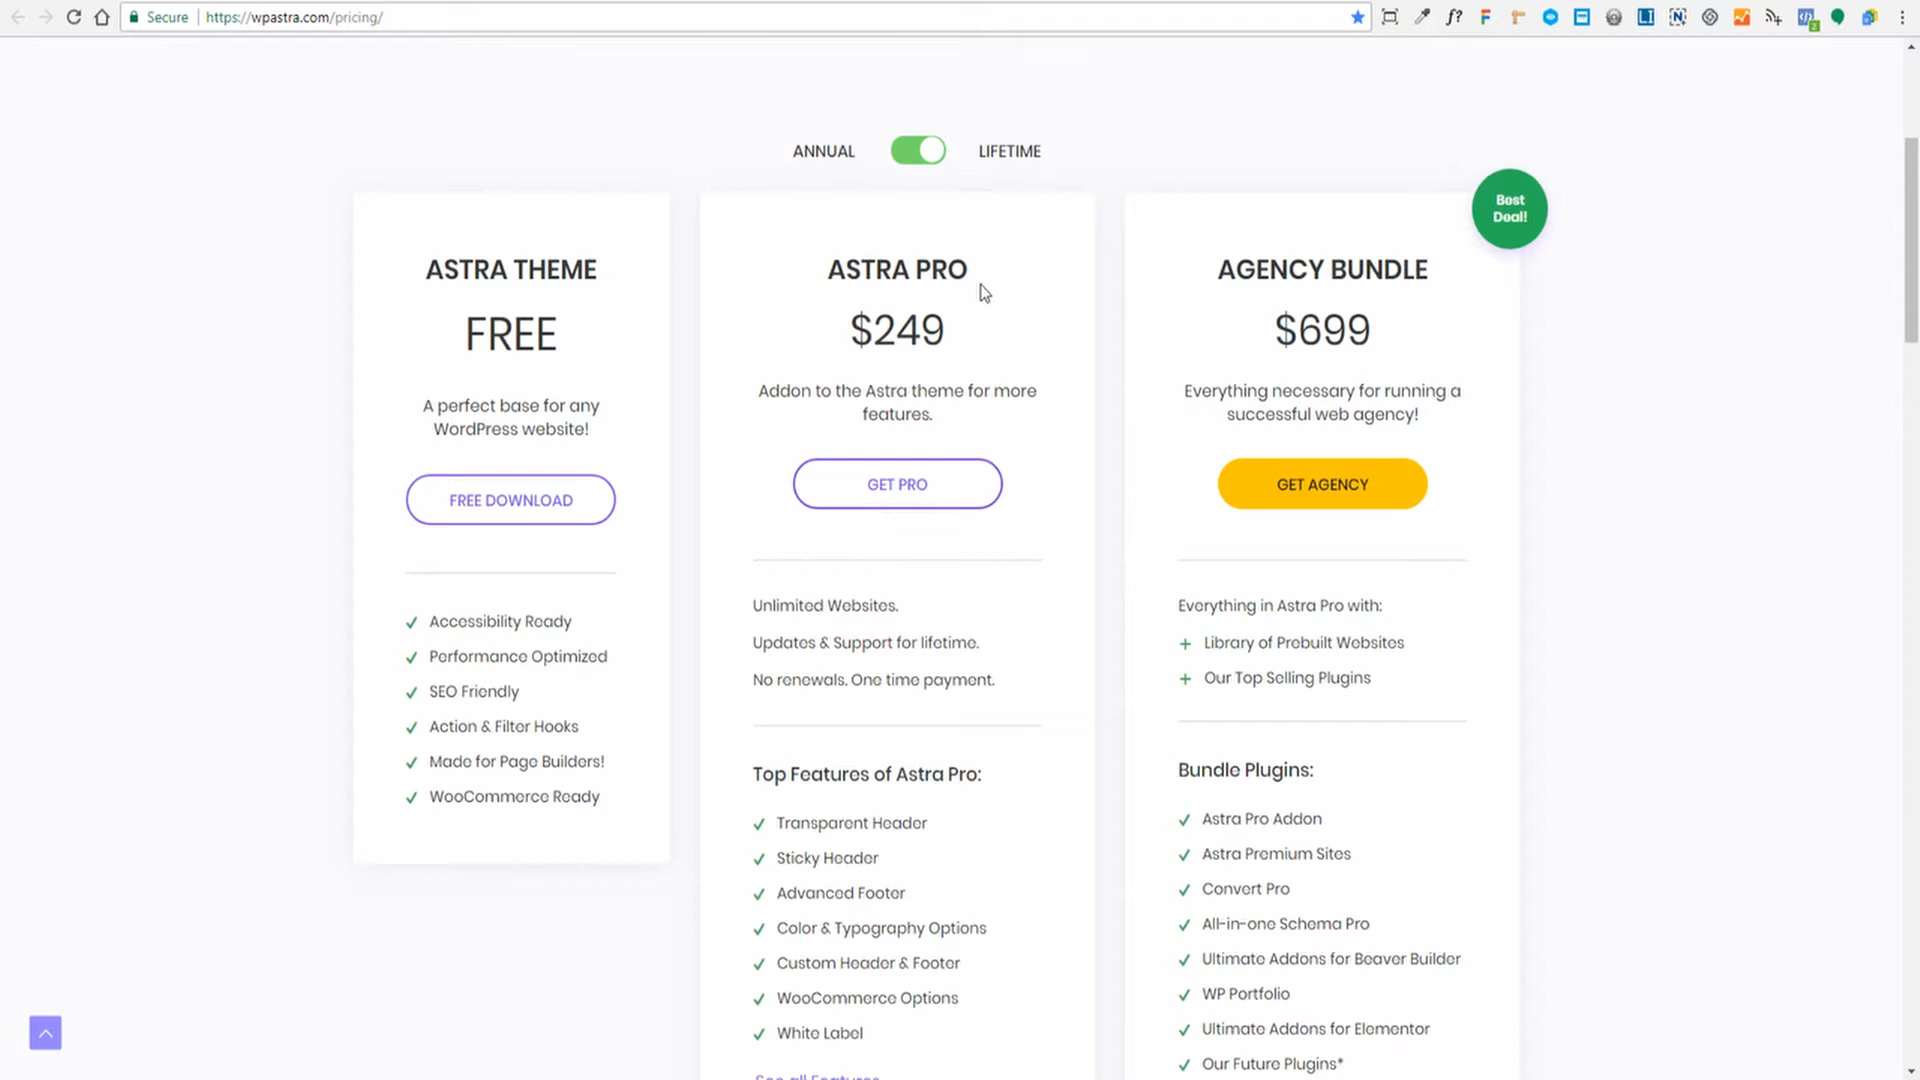 Secure
https://wpastra.com/pricing/
f?
ANNUAL
LIFETIME
Best
Deal!
ASTRA THEME
FREE
A perfect base for any
WordPress website!
FREE DOWNLOAD
Accessibility Ready
Performance Optimized
SEO Friendly
Action & Filter Hooks
Made for Page Builders!
WooCommerce Ready
ASTRA PRO
$249
Addon to the Astra theme for more
features.
GET PRO
Unlimited Websites.
Updates & Support for lifetime.
No renewals. One time payment.
Top Features of Astra Pro:
Transparent Header
Sticky Header
Advanced Footer
Color & Typography Options
Custom Header & Footer
WooCommerce Options
White Label
See all Features
AGENCY BUNDLE
$699
Everything necessary for running a
successful web agency!
GET AGENCY
Everything in Astra Pro with:
+ Library of Prebuilt Websites
+ Our Top Selling Plugins
Bundle Plugins:
Astra Pro Addon
Astra Premium Sites
Convert Pro
All-in-one Schema Pro
Ultimate Addons for Beaver Builder
WP Portfolio
Ultimate Addons for Elementor
Our Future Plugins*